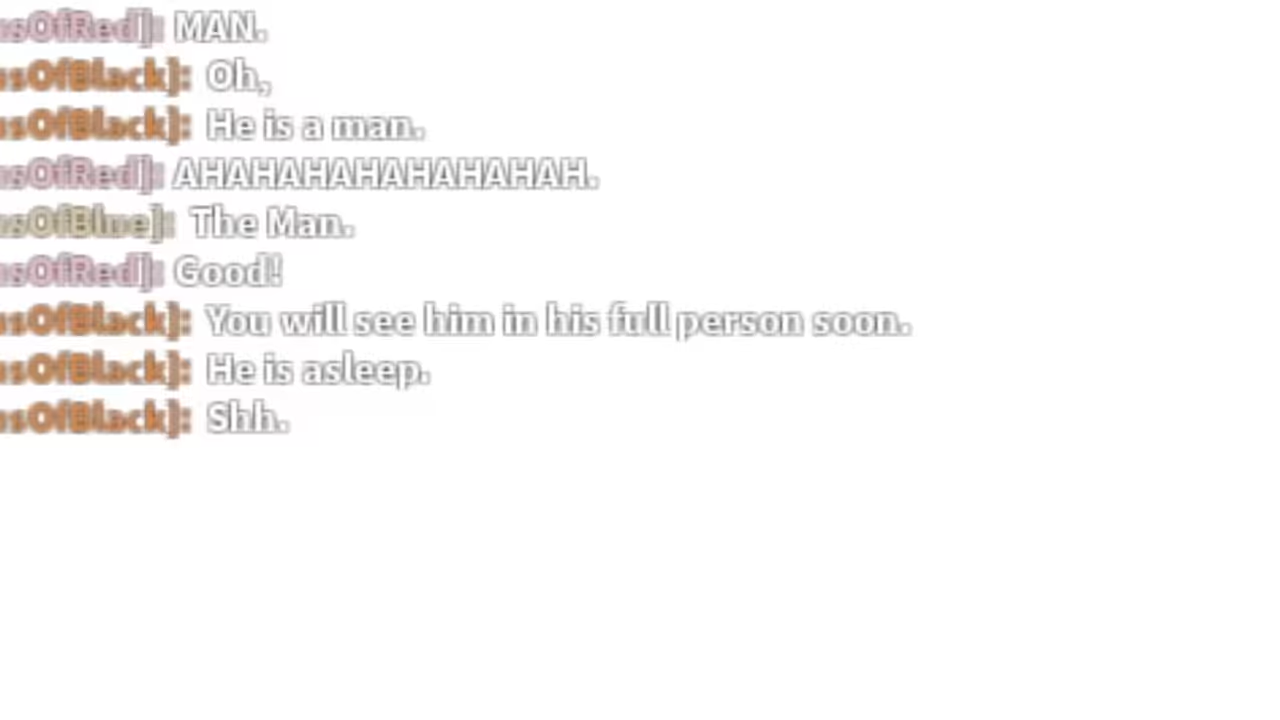 sOfRed]: MAN.
sOfBlack]: Oh,
sOfBlack]: He is a man.
sOfRed]: AHAHAHAHAHAHAHAHAH.
sOfBlue]: The Man.
sOfRed]: Good!
sOfBlack]: You will see him in his full person soon.
sOfBlack]: He is asleep.
sOfBlack]: Shh.